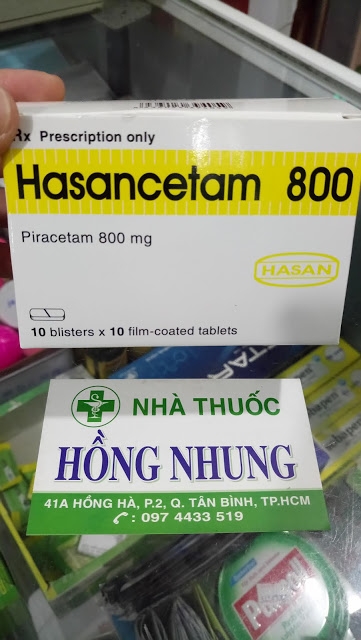 Rx Prescription only
Hasancetam 800
Piracetam 800 mg
HASAN
10 blisters x 10 film-coated tablets
NHÀ THUỐC
HỒNG NHUNG
41A HỒNG HÀ, P.2, Q. TÂN BÌNH, TP.HCM
: 097 4433 519